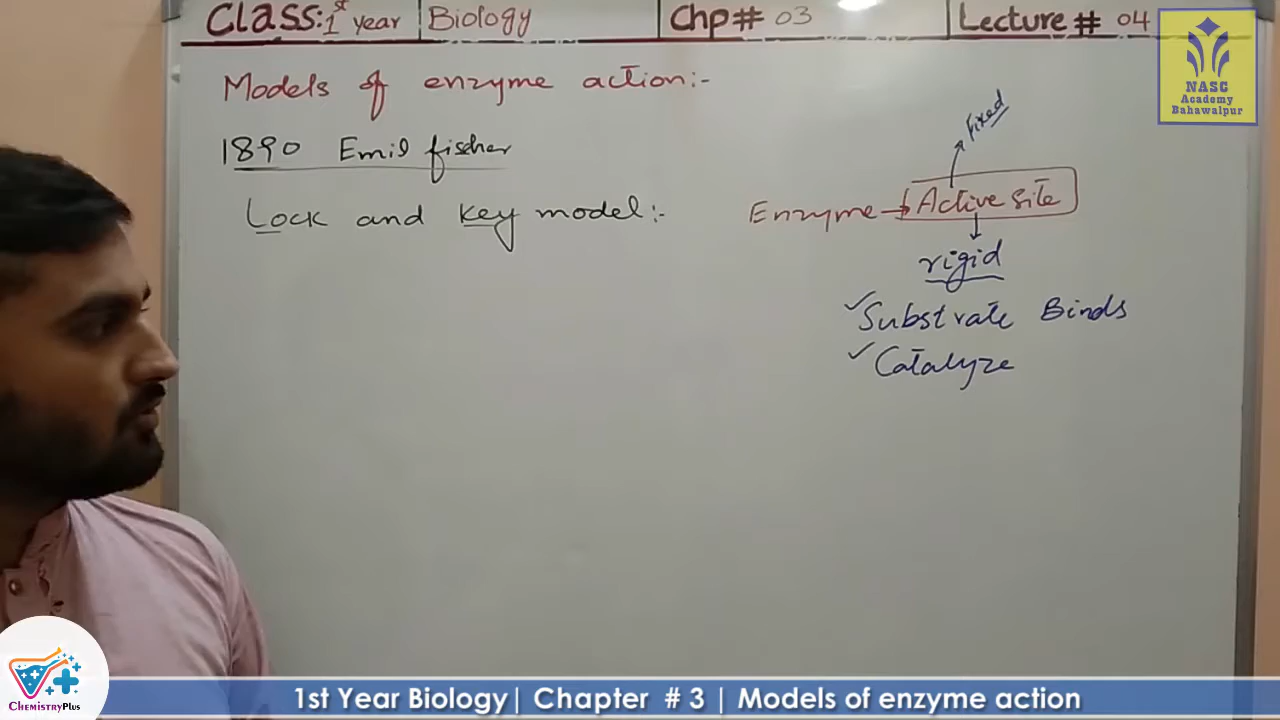 Class: 1st year | Biology | Chp # 03 | Lecture # 04
NASC
Academy
Bahawalpur
Models of enzyme action:-
1890 Emil fischer
Fixed
Lock and key model:-
Enzyme → Active site
rigid
✓Substrate Binds
✓Catalyze
ChemistryPlus
1st Year Biology| Chapter # 3 | Models of enzyme action